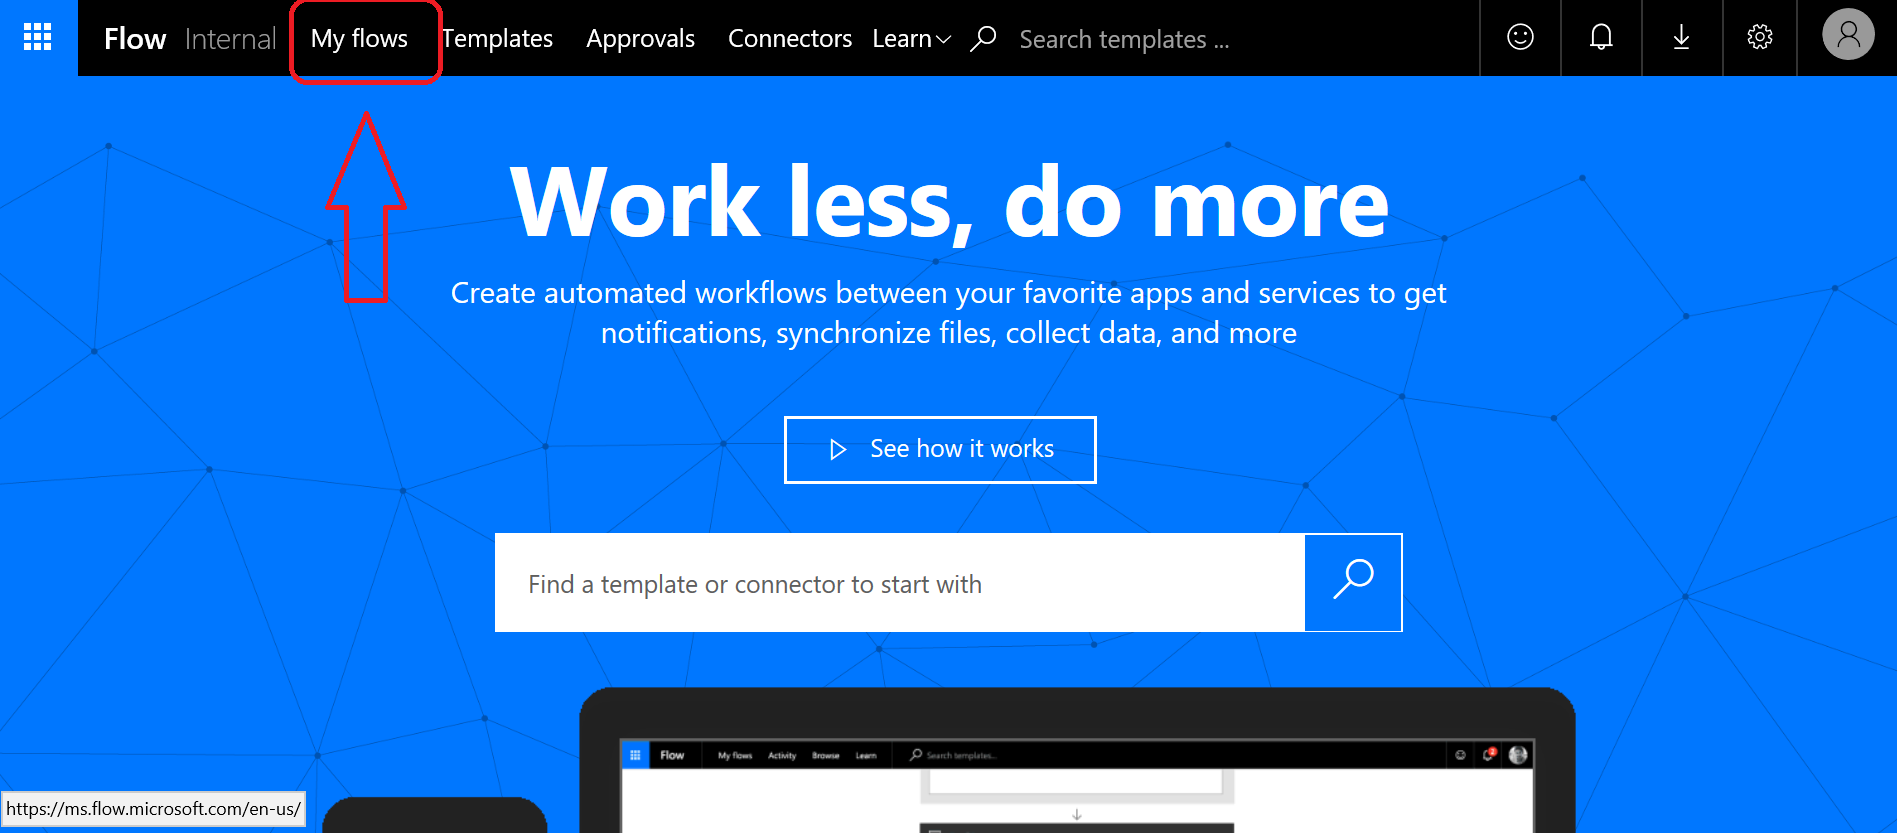 Flow Internal My flows Templates Approvals Connectors Learn Search templates ...
Work less, do more
Create automated workflows between your favorite apps and services to get
notifications, synchronize files, collect data, and more
See how it works
Find a template or connector to start with
Flow My flows Activity Browse Learn Search templates... 2
https://ms.flow.microsoft.com/en-us/